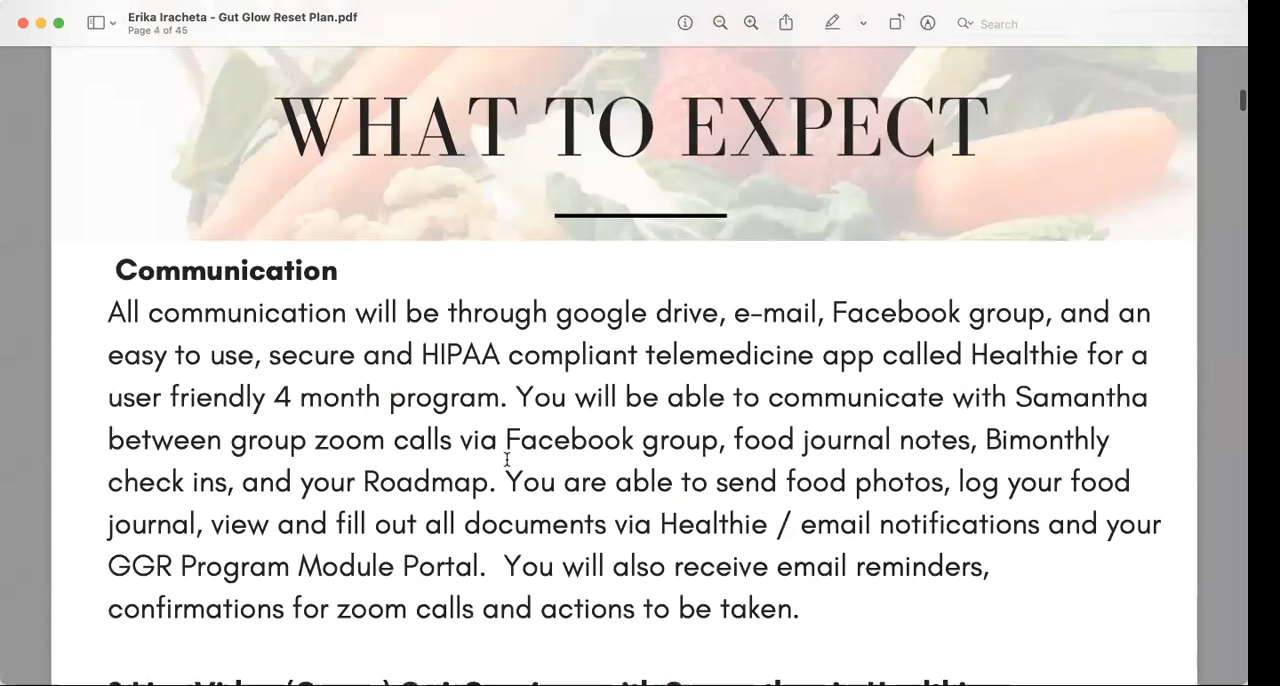 Erika Iracheta - Gut Glow Reset Plan.pdf
Page 4 of 45
Search
WHAT TO EXPECT
Communication
All communication will be through google drive, e-mail, Facebook group, and an
easy to use, secure and HIPAA compliant telemedicine app called Healthie for a
user friendly 4 month program. You will be able to communicate with Samantha
between group zoom calls via Facebook group, food journal notes, Bimonthly
check ins, and your Roadmap. You are able to send food photos, log your food
journal, view and fill out all documents via Healthie / email notifications and your
GGR Program Module Portal. You will also receive email reminders,
confirmations for zoom calls and actions to be taken.